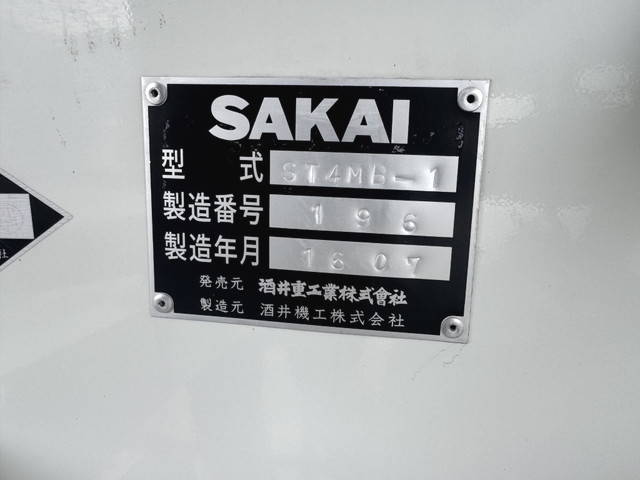 SAKAI
型 式 ST4MB-1
製造番号 196
製造年月 1607
発売元 酒井重工業株式會社
製造元 酒井機工株式会社
社